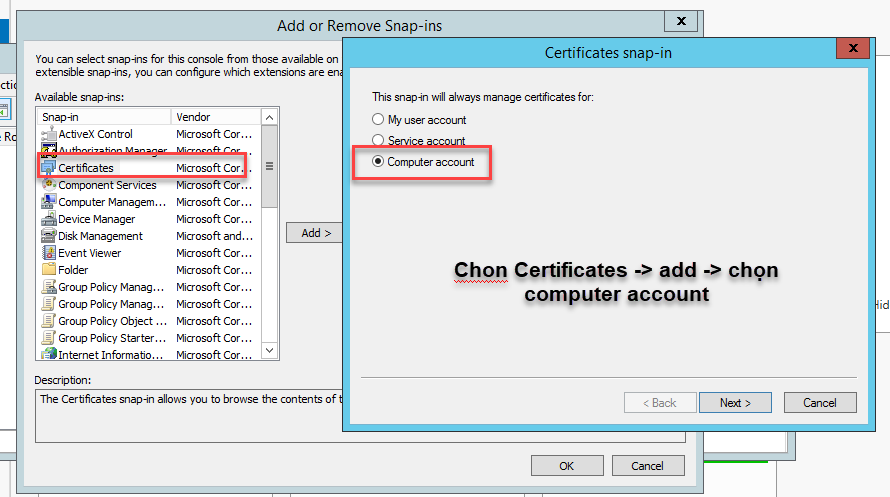 Add or Remove Snap-ins
x
You can select snap-ins for this console from those available on
extensible snap-ins, you can configure which extensions are ena
Available snap-ins:
Snap-in Vendor
ActiveX Control Microsoft Cor...
Authorization Manager Microsoft Cor...
Certificates Microsoft Cor...
Component Services Microsoft Cor...
Computer Managem... Microsoft Cor...
Device Manager Microsoft Cor...
Disk Management Microsoft and...
Event Viewer Microsoft Cor...
Folder Microsoft Cor...
Group Policy Manag... Microsoft Cor...
Group Policy Manag... Microsoft Cor...
Group Policy Object ... Microsoft Cor...
Group Policy Starter... Microsoft Cor...
Internet Informatio... Microsoft Cor...
Add >
Description:
The Certificates snap-in allows you to browse the contents of t
OK
Cancel
Certificates snap-in
x
This snap-in will always manage certificates for:
My user account
Service account
Computer account
Chon Certificates -> add -> chọn
computer account
< Back
Next >
Cancel
Hid